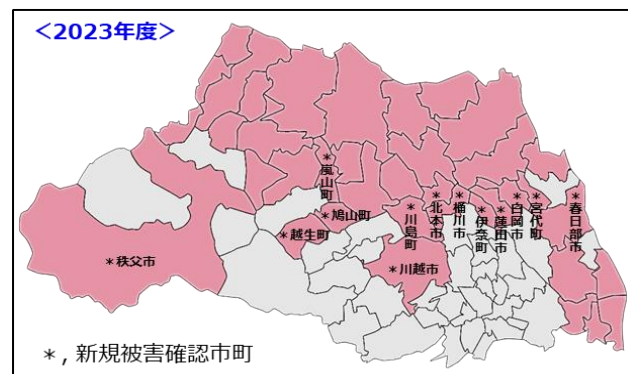 <2023年度>
*嵐山町
*鳩山町
*越生町
*川島町
*北本市
*桶川市
*伊奈町
*蓮田市
*白岡市
*宮代町
*春日部市
*秩父市
*川越市
*，新規被害確認市町